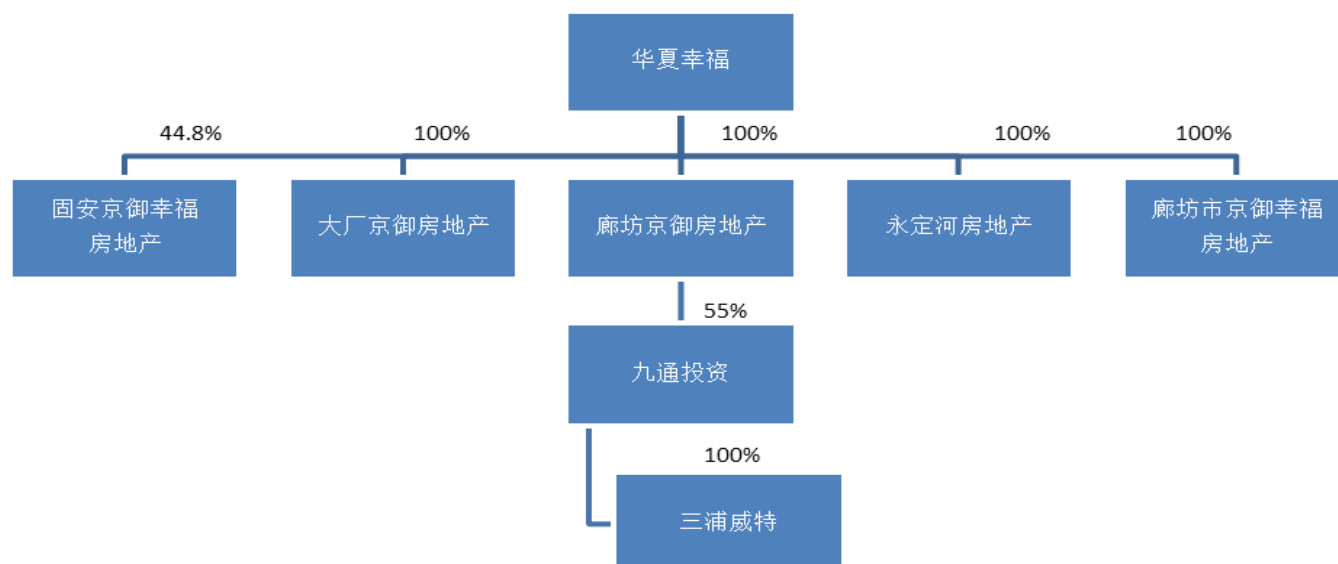 华夏幸福
44.8%
100%
100%
100%
100%
固安京御幸福
房地产
大厂京御房地产
廊坊京御房地产
永定河房地产
廊坊市京御幸福
房地产
55%
九通投资
100%
三浦威特